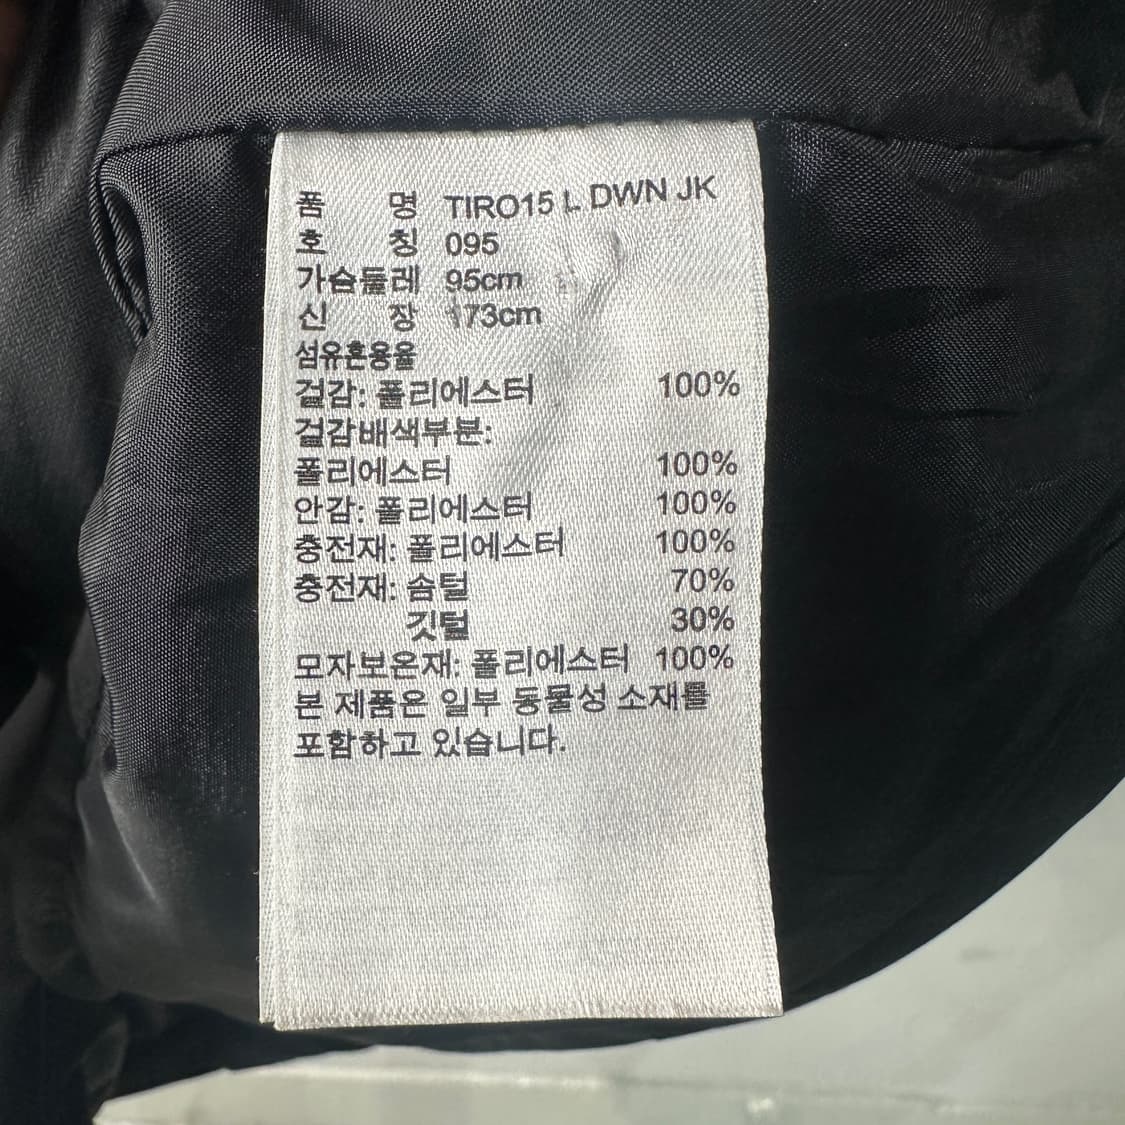 품 명 TIRO15 L DWN JK
호 칭 095
가슴둘레 95cm
신 장 173cm
섬유혼용율
겉감: 폴리에스터 100%
겉감배색부분:
폴리에스터 100%
안감: 폴리에스터 100%
충전재: 폴리에스터 100%
충전재: 솜털 70%
깃털 30%
모자보온재: 폴리에스터 100%
본 제품은 일부 동물성 소재를
포함하고 있습니다.